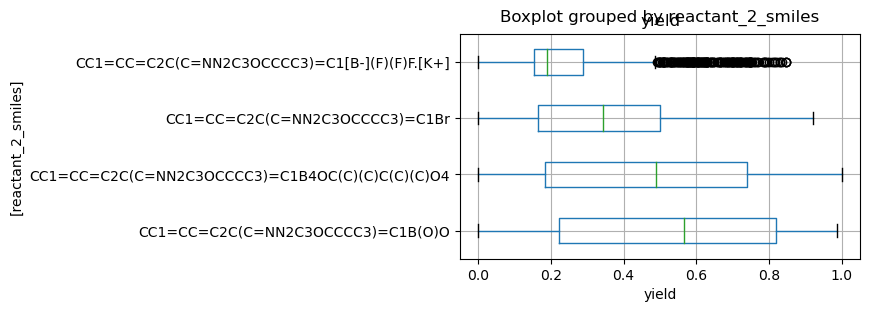 Boxplot grouped by reactant_2_smiles
yield
CC1=CC=C2C(C=NN2C3OCCCC3)=C1[B-](F)(F)F.[K+]
CC1=CC=C2C(C=NN2C3OCCCC3)=C1Br
CC1=CC=C2C(C=NN2C3OCCCC3)=C1B4OC(C)(C)C(C)(C)O4
CC1=CC=C2C(C=NN2C3OCCCC3)=C1B(O)O
[reactant_2_smiles]
0.0 0.2 0.4 0.6 0.8 1.0
yield